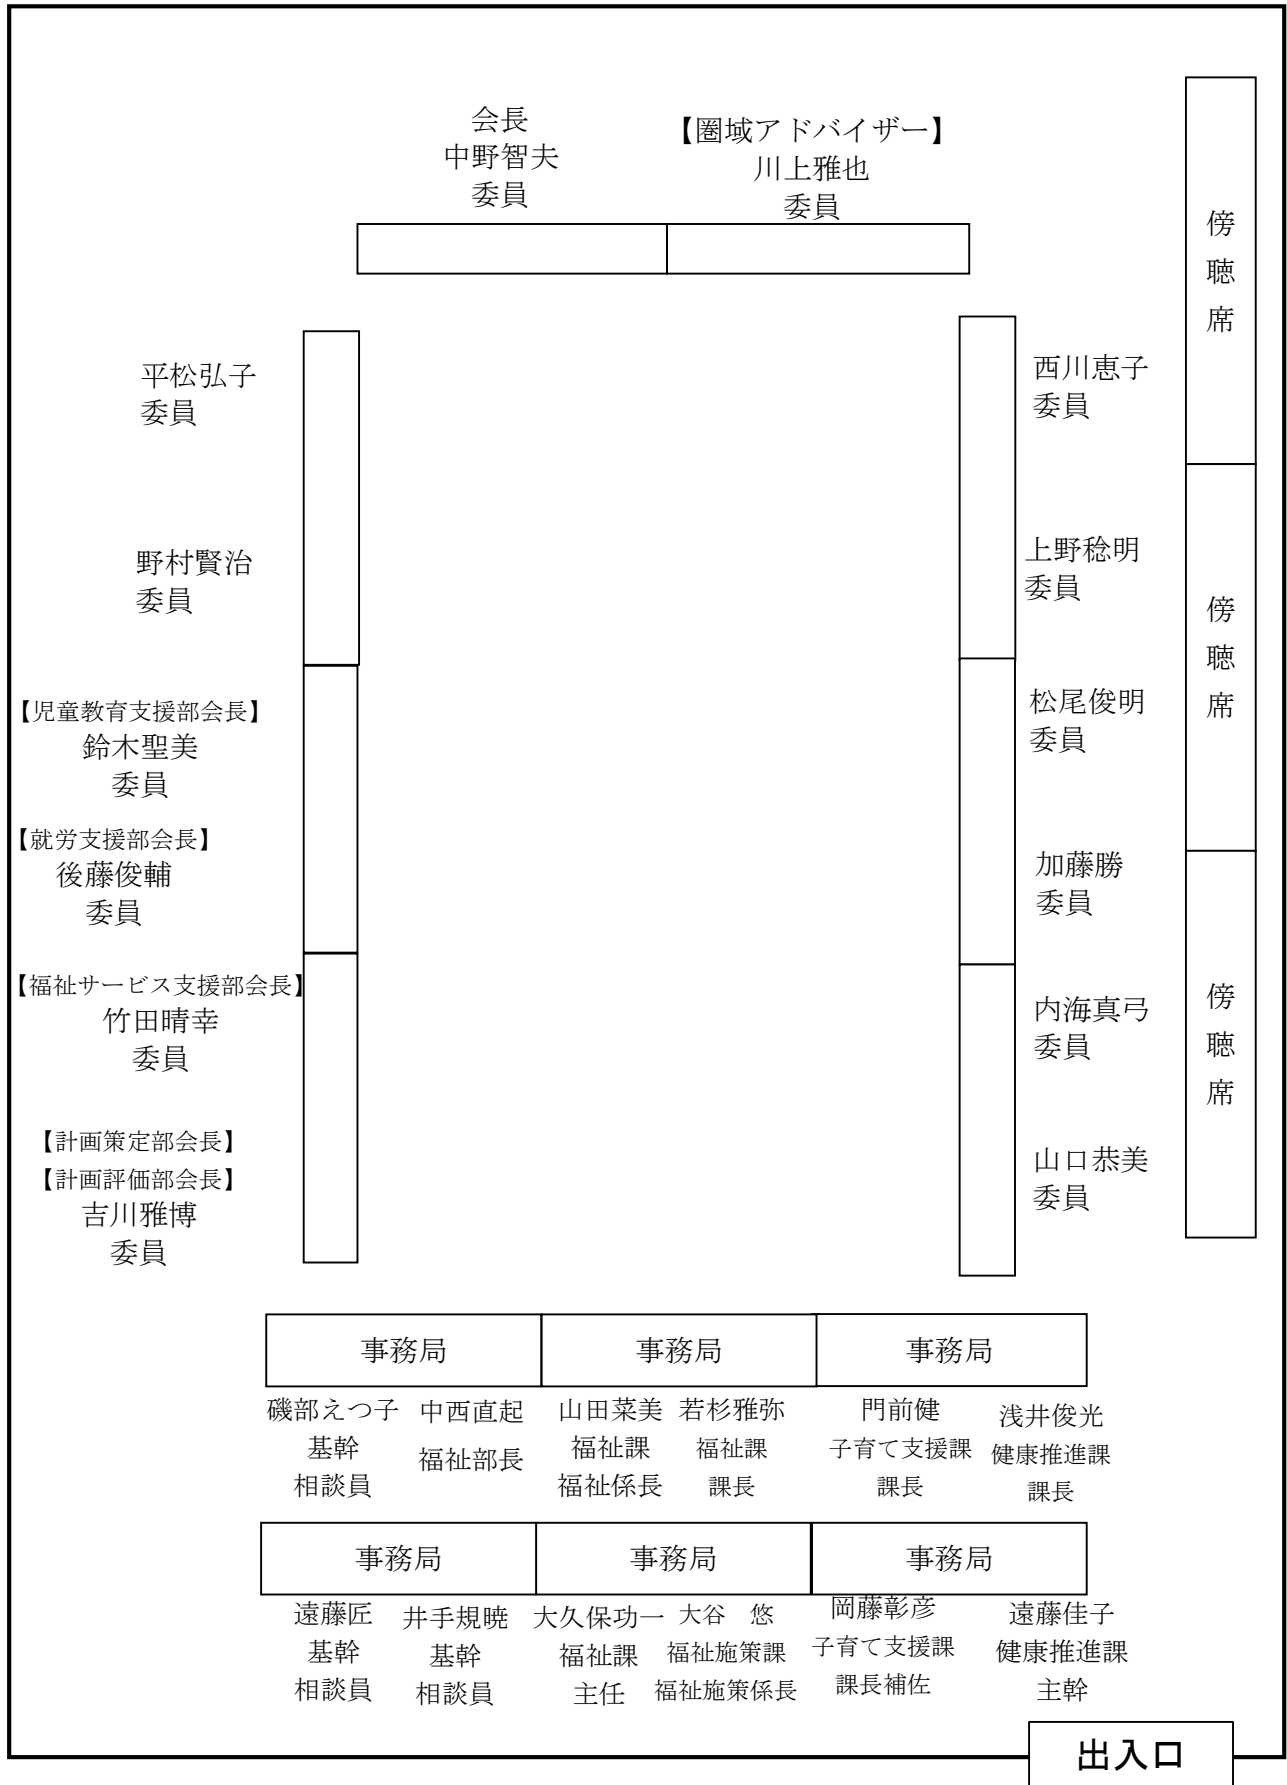 会長
中野智夫
委員
【圏域アドバイザー】
川上雅也
委員
平松弘子
委員
野村賢治
委員
【児童教育支援部会長】
鈴木聖美
委員
【就労支援部会長】
後藤俊輔
委員
【福祉サービス支援部会長】
竹田晴幸
委員
【計画策定部会長】
【計画評価部会長】
吉川雅博
委員
西川恵子
委員
上野稔明
委員
松尾俊明
委員
加藤勝
委員
内海真弓
委員
山口恭美
委員
傍聴席
傍聴席
傍聴席
事務局
事務局
事務局
磯部えつ子
基幹
相談員
中西直起
福祉部長
山田菜美
福祉課
福祉係長
若杉雅弥
福祉課
課長
門前健
子育て支援課
課長
浅井俊光
健康推進課
課長
事務局
事務局
事務局
遠藤匠
基幹
相談員
井手規暁
基幹
相談員
大久保功一
福祉課
主任
大谷　悠
福祉施策課
福祉施策係長
岡藤彰彦
子育て支援課
課長補佐
遠藤佳子
健康推進課
主幹
出入口